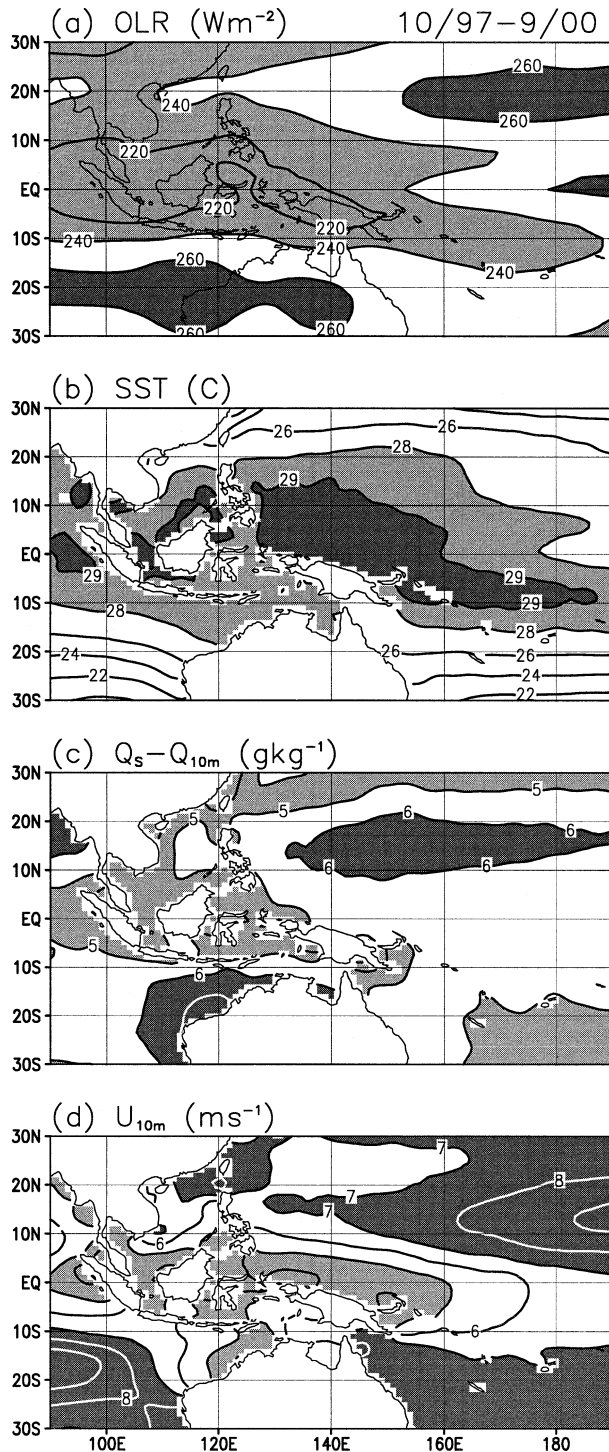 (a) OLR (Wm⁻²) 10/97–9/00
30N
260
20N
240
260
10N
220
EQ
220
220
10S
240
240
240
260
20S
260
260
30S
(b) SST (C)
30N
26
26
28
20N
29
10N
EQ
29
29
29
10S
28
28
20S
24
26
24
22
22
30S
(c) Qs–Q10m (gkg⁻¹)
30N
5
5
20N
5
6
6
10N
6
EQ
5
10S
6
20S
30S
(d) U10m (ms⁻¹)
30N
7
20N
7
8
7
10N
6
EQ
10S
6
20S
8
30S
100E 120E 140E 160E 180